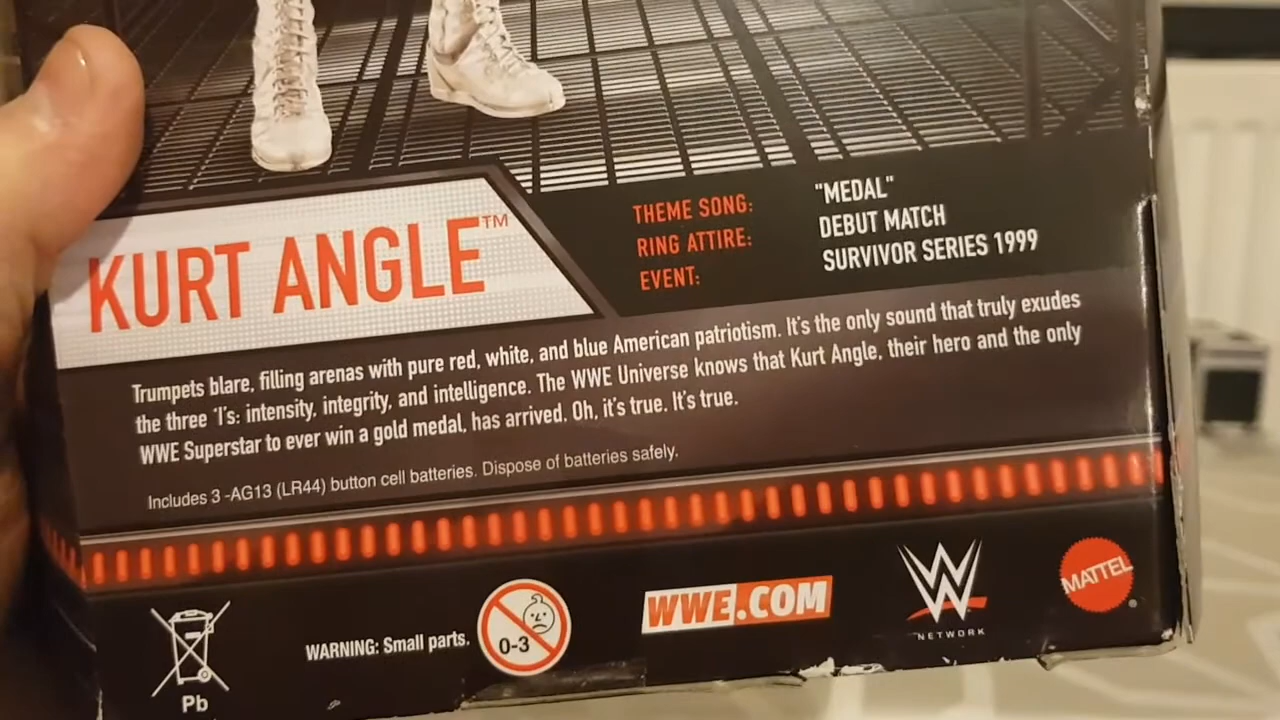 KURT ANGLE™
THEME SONG: "MEDAL"
RING ATTIRE: DEBUT MATCH
EVENT: SURVIVOR SERIES 1999
Trumpets blare, filling arenas with pure red, white, and blue American patriotism. It's the only sound that truly exudes
the three 'I's: intensity, integrity, and intelligence. The WWE Universe knows that Kurt Angle, their hero and the only
WWE Superstar to ever win a gold medal, has arrived. Oh, it's true. It's true.
Includes 3 -AG13 (LR44) button cell batteries. Dispose of batteries safely.
Pb
WARNING: Small parts.
0-3
WWE.COM
W
NETWORK
MATTEL®